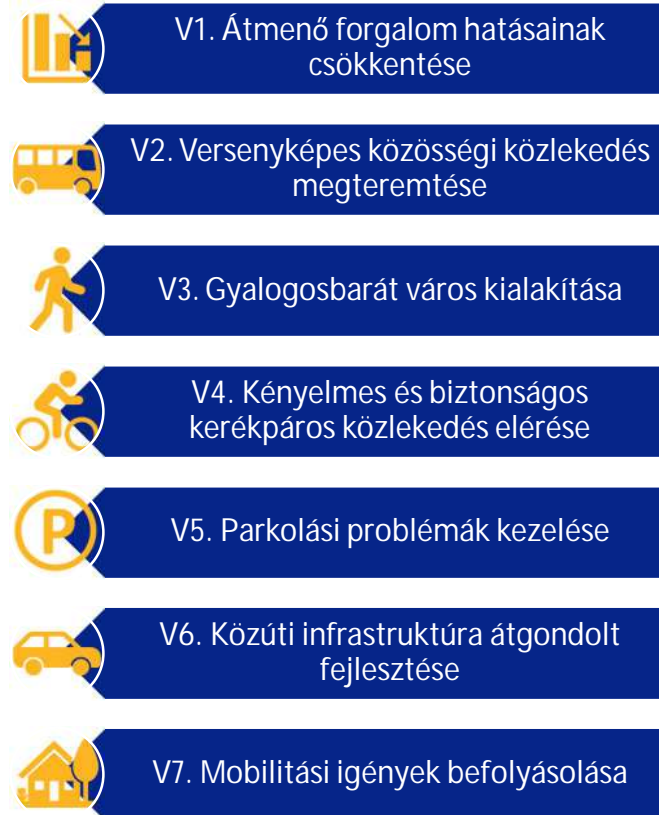 V1. Átmenő forgalom hatásainak
csökkentése
V2. Versenyképes közösségi közlekedés
megteremtése
V3. Gyalogosbarát város kialakítása
V4. Kényelmes és biztonságos
kerékpáros közlekedés elérése
P
V5. Parkolási problémák kezelése
V6. Közúti infrastruktúra átgondolt
fejlesztése
V7. Mobilitási igények befolyásolása